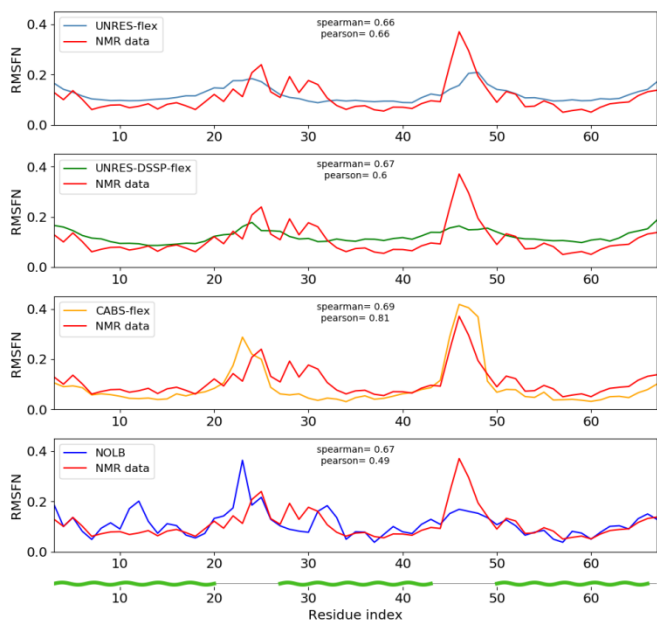 UNRES-flex
NMR data
spearman= 0.66
pearson= 0.66
RMSFN
0.4
0.2
0.0
10 20 30 40 50 60
UNRES-DSSP-flex
NMR data
spearman= 0.67
pearson= 0.6
RMSFN
0.4
0.2
0.0
10 20 30 40 50 60
CABS-flex
NMR data
spearman= 0.69
pearson= 0.81
RMSFN
0.4
0.2
0.0
10 20 30 40 50 60
NOLB
NMR data
spearman= 0.67
pearson= 0.49
RMSFN
0.4
0.2
0.0
10 20 30 40 50 60
Residue index